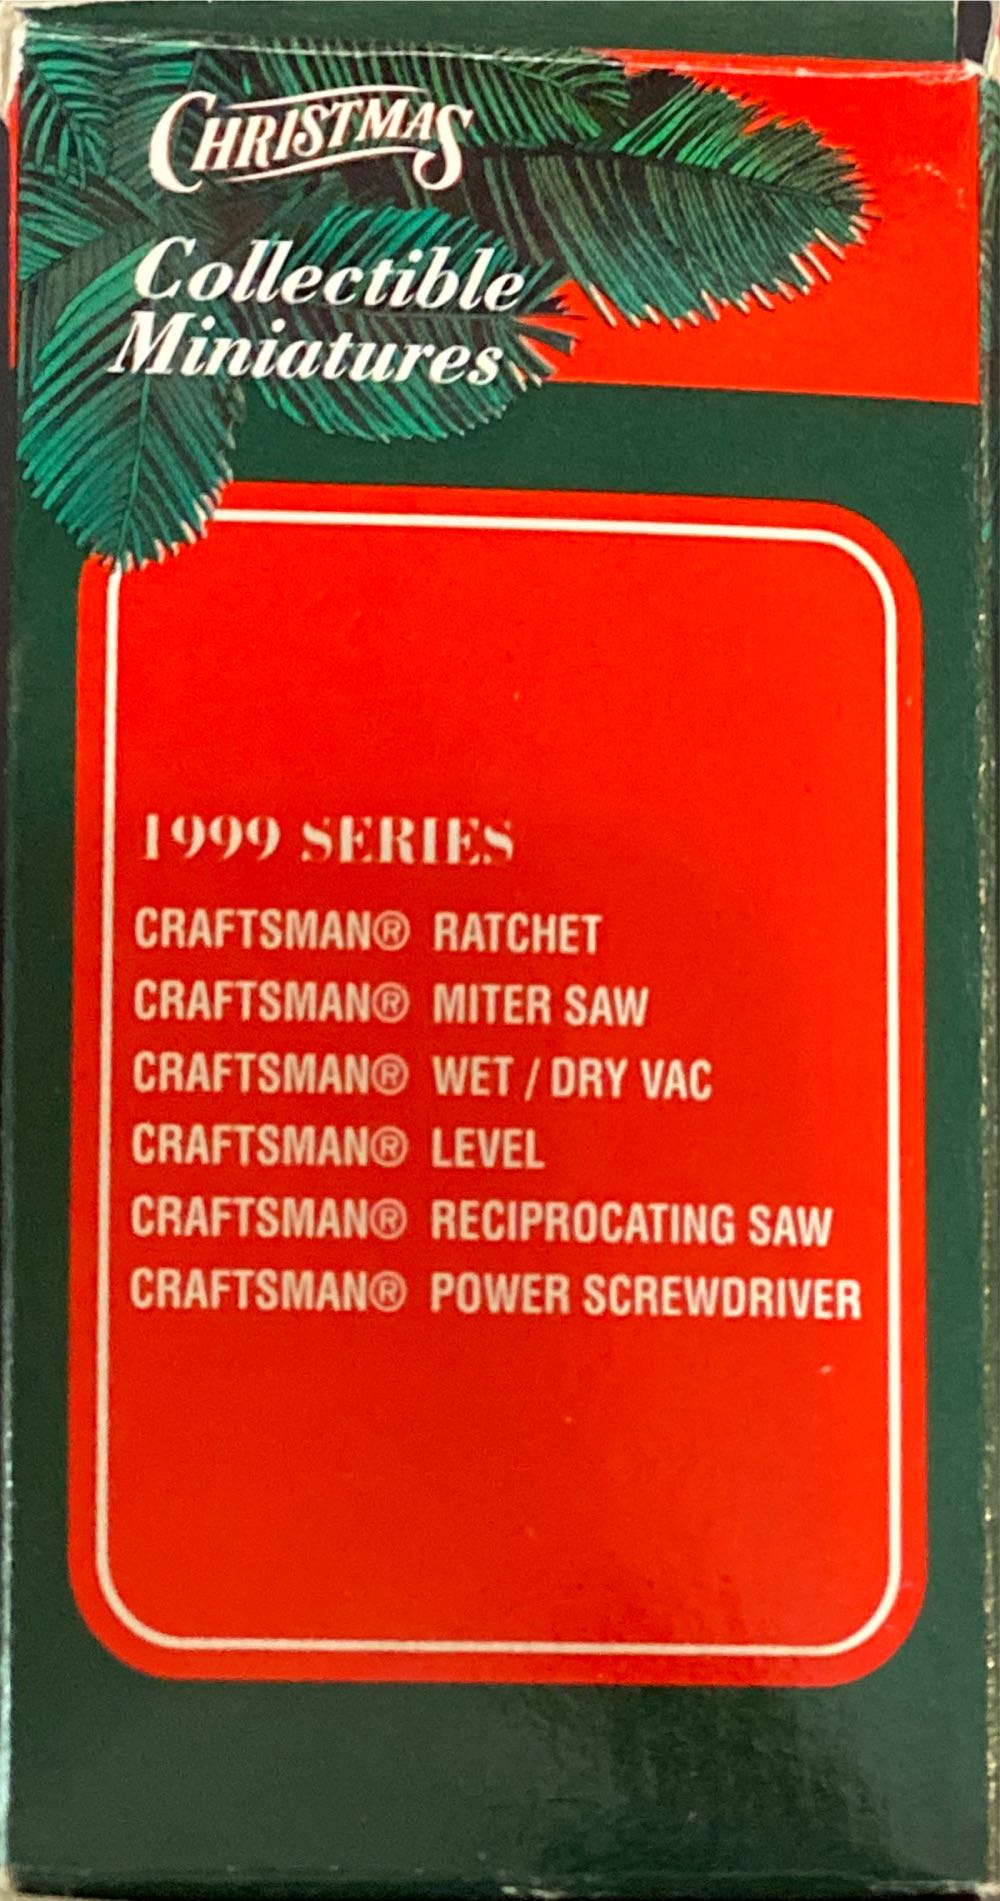 CHRISTMAS
Collectible
Miniatures
1999 SERIES
CRAFTSMAN® RATCHET
CRAFTSMAN® MITER SAW
CRAFTSMAN® WET / DRY VAC
CRAFTSMAN® LEVEL
CRAFTSMAN® RECIPROCATING SAW
CRAFTSMAN® POWER SCREWDRIVER